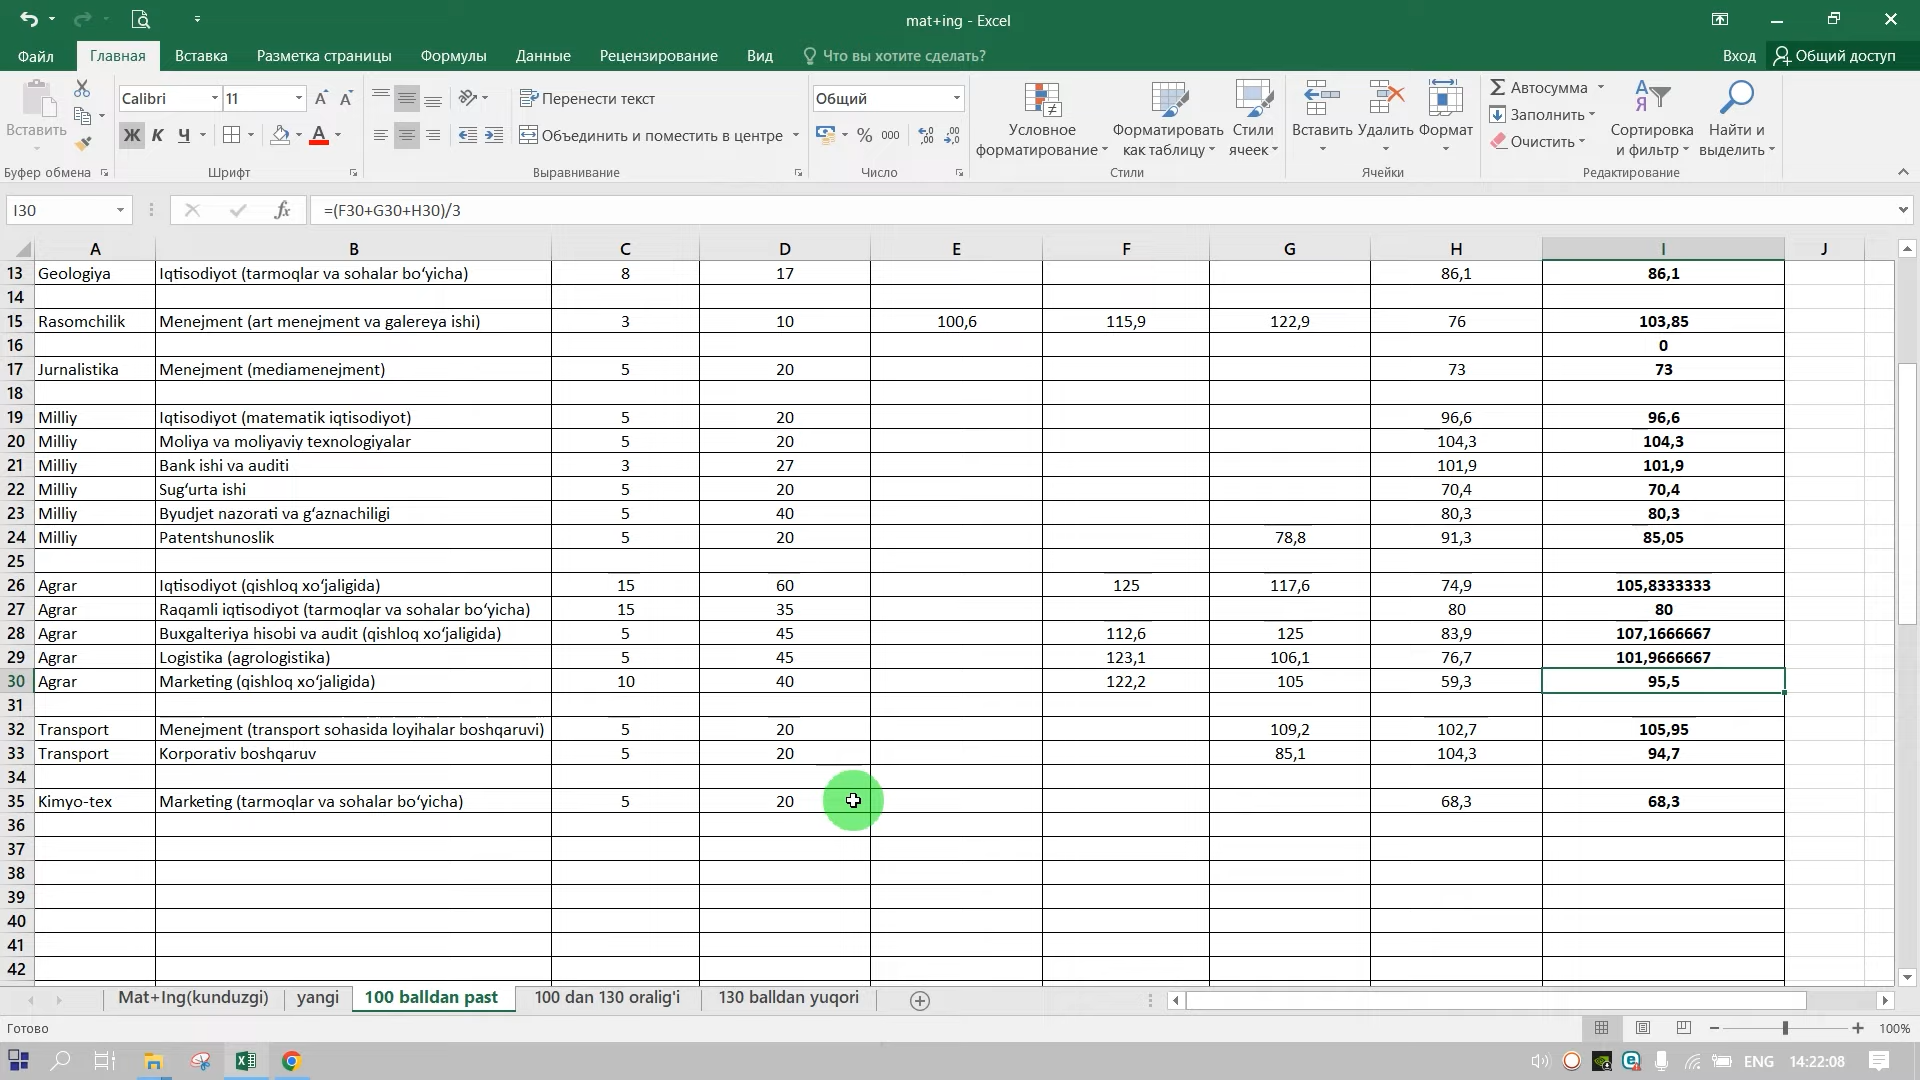 mat+ing - Excel
Файл Главная Вставка Разметка страницы Формулы Данные Рецензирование Вид Что вы хотите сделать? Вход Общий доступ
Вставить Calibri 11 Перенести текст Общий Автосумма
Ж К Ч Объединить и поместить в центре % 000 Условное форматирование Форматировать как таблицу Стили ячеек Вставить Удалить Формат Заполнить Очистить Сортировка и фильтр Найти и выделить
Буфер обмена Шрифт Выравнивание Число Стили Ячейки Редактирование
I30 fx =(F30+G30+H30)/3
A B C D E F G H I J
13 Geologiya Iqtisodiyot (tarmoqlar va sohalar bo‘yicha) 8 17 86,1 86,1
14
15 Rasomchilik Menejment (art menejment va galereya ishi) 3 10 100,6 115,9 122,9 76 103,85
16 0
17 Jurnalistika Menejment (mediamenejment) 5 20 73 73
18
19 Milliy Iqtisodiyot (matematik iqtisodiyot) 5 20 96,6 96,6
20 Milliy Moliya va moliyaviy texnologiyalar 5 20 104,3 104,3
21 Milliy Bank ishi va auditi 3 27 101,9 101,9
22 Milliy Sug‘urta ishi 5 20 70,4 70,4
23 Milliy Byudjet nazorati va g‘aznachiligi 5 40 80,3 80,3
24 Milliy Patentshunoslik 5 20 78,8 91,3 85,05
25
26 Agrar Iqtisodiyot (qishloq xo‘jaligida) 15 60 125 117,6 74,9 105,8333333
27 Agrar Raqamli iqtisodiyot (tarmoqlar va sohalar bo‘yicha) 15 35 80 80
28 Agrar Buxgalteriya hisobi va audit (qishloq xo‘jaligida) 5 45 112,6 125 83,9 107,1666667
29 Agrar Logistika (agrologistika) 5 45 123,1 106,1 76,7 101,9666667
30 Agrar Marketing (qishloq xo‘jaligida) 10 40 122,2 105 59,3 95,5
31
32 Transport Menejment (transport sohasida loyihalar boshqaruvi) 5 20 109,2 102,7 105,95
33 Transport Korporativ boshqaruv 5 20 85,1 104,3 94,7
34
35 Kimyo-tex Marketing (tarmoqlar va sohalar bo‘yicha) 5 20 68,3 68,3
36
37
38
39
40
41
42
Mat+Ing(kunduzgi) yangi 100 balldan past 100 dan 130 oralig'i 130 balldan yuqori
Готово 100%
ENG 14:22:08